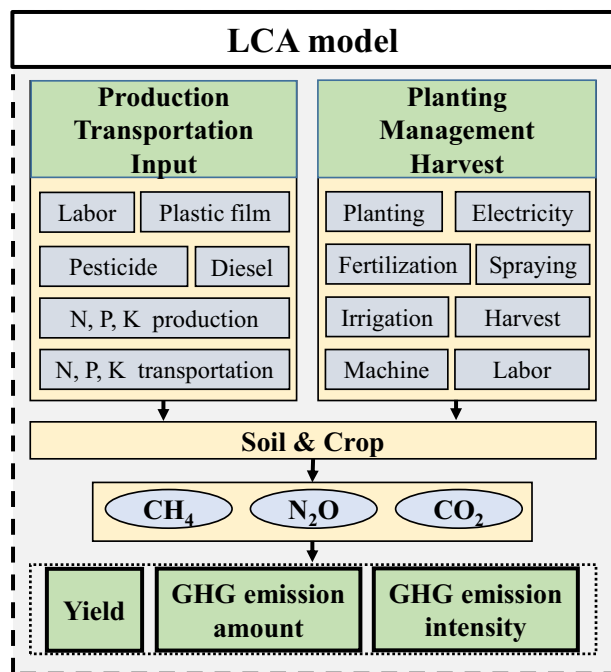 LCA model
Production
Transportation
Input
Labor
Plastic film
Pesticide
Diesel
N, P, K production
N, P, K transportation
Planting
Management
Harvest
Planting
Electricity
Fertilization
Spraying
Irrigation
Harvest
Machine
Labor
Soil & Crop
CH₄
N₂O
CO₂
Yield
GHG emission
amount
GHG emission
intensity